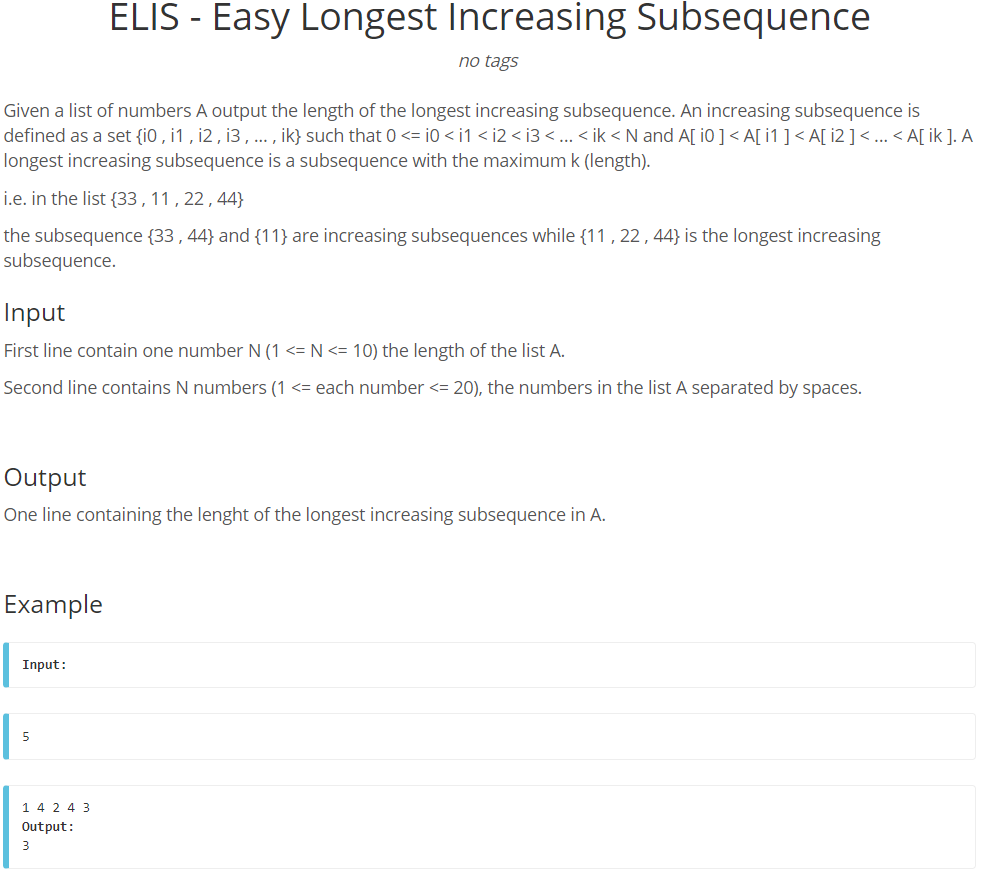 ELIS - Easy Longest Increasing Subsequence
no tags
Given a list of numbers A output the length of the longest increasing subsequence. An increasing subsequence is
defined as a set {i0 , i1 , i2 , i3 , ... , ik} such that 0 <= i0 < i1 < i2 < i3 < ... < ik < N and A[ i0 ] < A[ i1 ] < A[ i2 ] < ... < A[ ik ]. A
longest increasing subsequence is a subsequence with the maximum k (length).
i.e. in the list {33 , 11 , 22 , 44}
the subsequence {33 , 44} and {11} are increasing subsequences while {11 , 22 , 44} is the longest increasing
subsequence.
Input
First line contain one number N (1 <= N <= 10) the length of the list A.
Second line contains N numbers (1 <= each number <= 20), the numbers in the list A separated by spaces.
Output
One line containing the lenght of the longest increasing subsequence in A.
Example
Input:
5
1 4 2 4 3
Output:
3